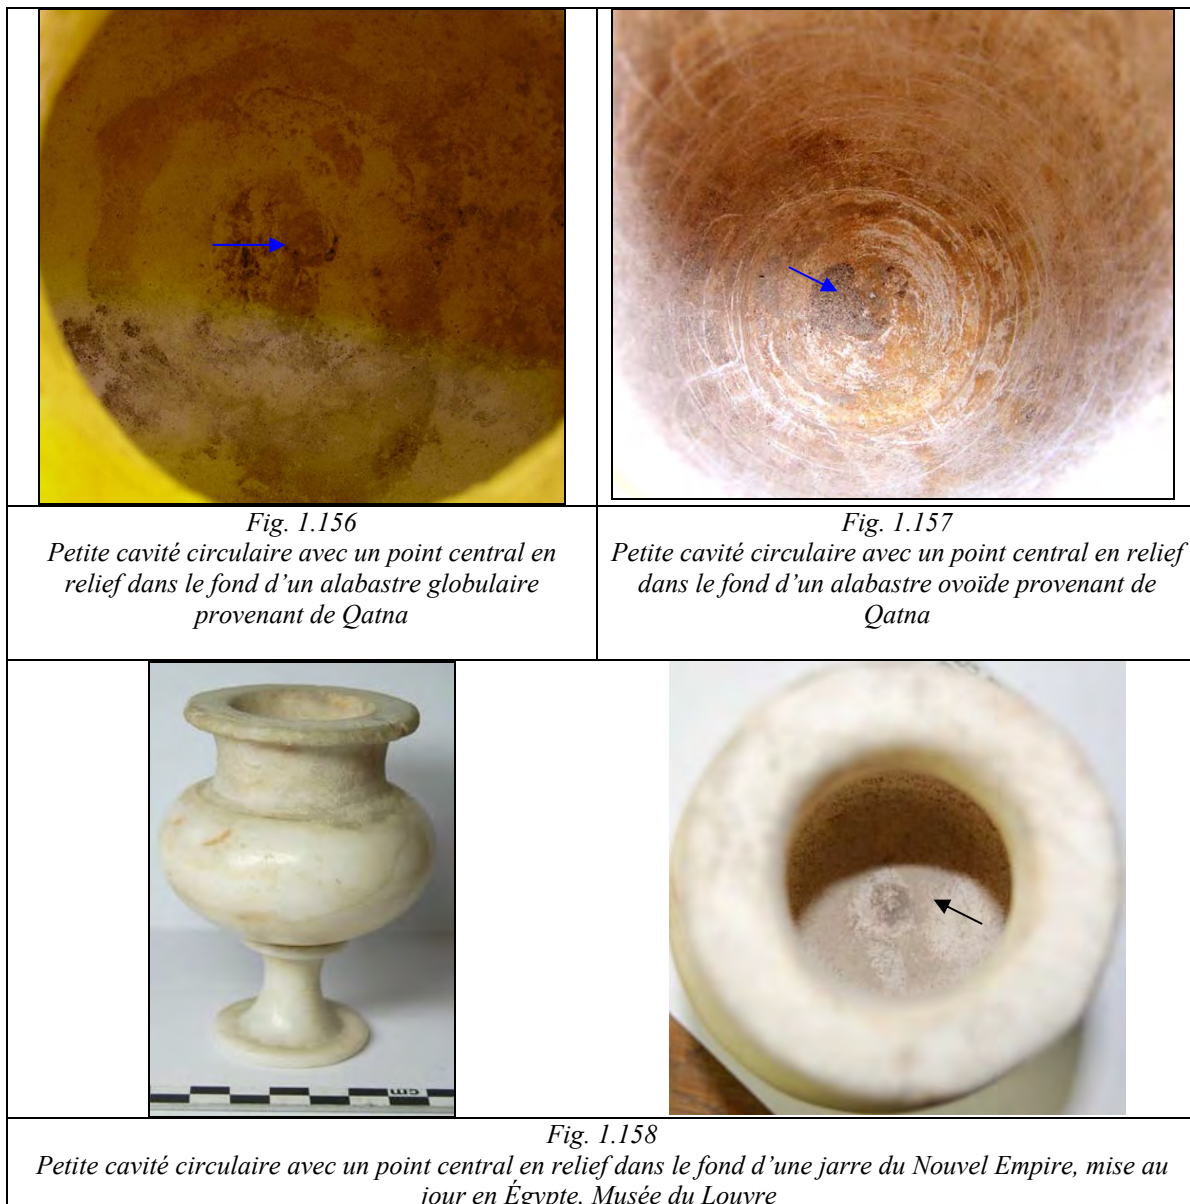 Fig. 1.156
Petite cavité circulaire avec un point central en
relief dans le fond d’un alabastre globulaire
provenant de Qatna
Fig. 1.157
Petite cavité circulaire avec un point central en relief
dans le fond d’un alabastre ovoïde provenant de
Qatna
cm
Fig. 1.158
Petite cavité circulaire avec un point central en relief dans le fond d’une jarre du Nouvel Empire, mise au
jour en Égypte, Musée du Louvre